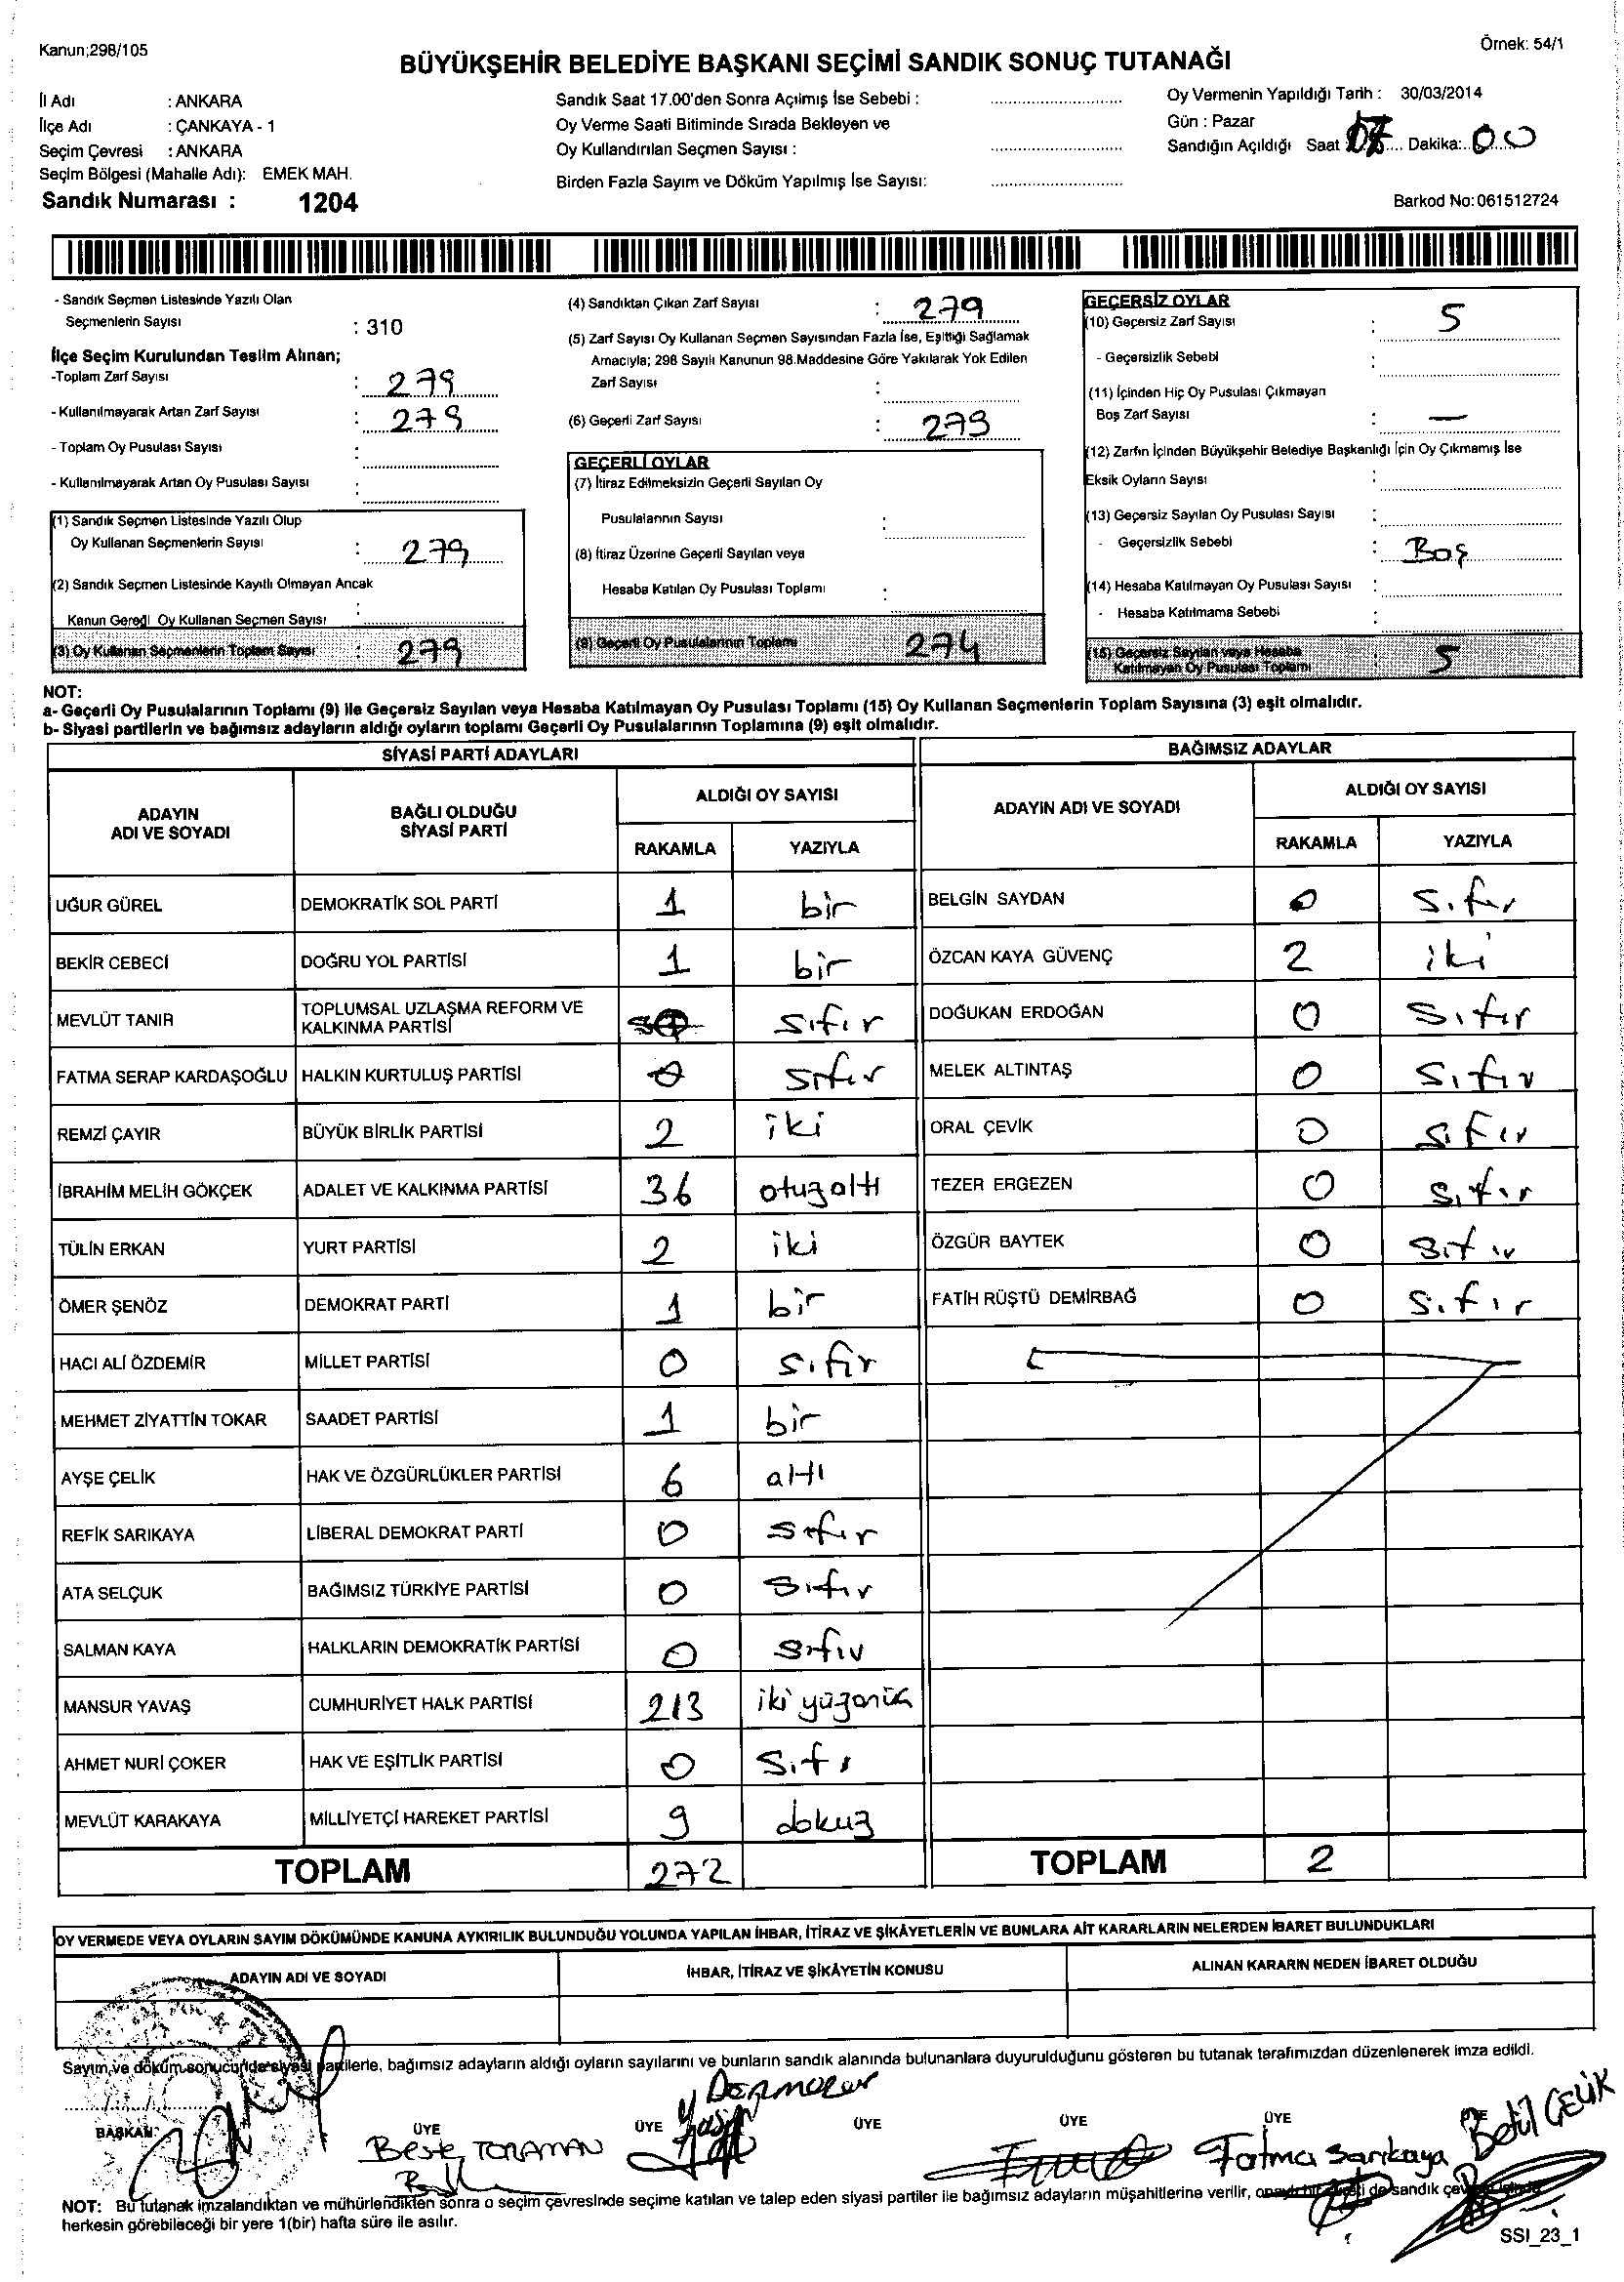 Kanun;298/105
Örnek: 54/1
BÜYÜKŞEHİR BELEDİYE BAŞKANI SEÇİMİ SANDIK SONUÇ TUTANAĞI
İl Adı : ANKARA
İlçe Adı : ÇANKAYA - 1
Seçim Çevresi : ANKARA
Seçim Bölgesi (Mahalle Adı): EMEK MAH.
Sandık Numarası : 1204
Sandık Saat 17.00'den Sonra Açılmış İse Sebebi :
Oy Verme Saati Bitiminde Sırada Bekleyen ve
Oy Kullandırılan Seçmen Sayısı :
Birden Fazla Sayım ve Döküm Yapılmış İse Sayısı:
Oy Vermenin Yapıldığı Tarih : 30/03/2014
Gün : Pazar
Sandığın Açıldığı Saat Dakika: 00
Barkod No:061512724
- Sandık Seçmen Listesinde Yazılı Olan
Seçmenlerin Sayısı : 310
İlçe Seçim Kurulundan Teslim Alınan;
-Toplam Zarf Sayısı : 279
- Kullanılmayarak Artan Zarf Sayısı : 279
- Toplam Oy Pusulası Sayısı :
- Kullanılmayarak Artan Oy Pusulası Sayısı :
(1) Sandık Seçmen Listesinde Yazılı Olup
Oy Kullanan Seçmenlerin Sayısı : 279
(2) Sandık Seçmen Listesinde Kayıtlı Olmayan Ancak
Kanun Gereği Oy Kullanan Seçmen Sayısı :
(3) Oy Kullanan Seçmenlerin Toplam Sayısı : 279
(4) Sandıktan Çıkan Zarf Sayısı : 279
(5) Zarf Sayısı Oy Kullanan Seçmen Sayısından Fazla İse, Eşitliği Sağlamak
Amacıyla; 298 Sayılı Kanunun 98.Maddesine Göre Yakılarak Yok Edilen
Zarf Sayısı :
(6) Geçerli Zarf Sayısı : 279
GEÇERLİ OYLAR
(7) İtiraz Edilmeksizin Geçerli Sayılan Oy
Pusulalarının Sayısı :
(8) İtiraz Üzerine Geçerli Sayılan veya
Hesaba Katılan Oy Pusulası Toplamı :
(9) Geçerli Oy Pusulalarının Toplamı 274
GEÇERSİZ OYLAR
(10) Geçersiz Zarf Sayısı : 5
- Geçersizlik Sebebi :
(11) İçinden Hiç Oy Pusulası Çıkmayan
Boş Zarf Sayısı : —
(12) Zarfın İçinden Büyükşehir Belediye Başkanlığı İçin Oy Çıkmamış İse
Eksik Oyların Sayısı :
(13) Geçersiz Sayılan Oy Pusulası Sayısı :
- Geçersizlik Sebebi : Boş
(14) Hesaba Katılmayan Oy Pusulası Sayısı :
- Hesaba Katılmama Sebebi :
(15) Geçersiz Sayılan veya Hesaba
Katılmayan Oy Pusulası Toplamı : 5
NOT:
a- Geçerli Oy Pusulalarının Toplamı (9) ile Geçersiz Sayılan veya Hesaba Katılmayan Oy Pusulası Toplamı (15) Oy Kullanan Seçmenlerin Toplam Sayısına (3) eşit olmalıdır.
b- Siyasi partilerin ve bağımsız adayların aldığı oyların toplamı Geçerli Oy Pusulalarının Toplamına (9) eşit olmalıdır.
SİYASİ PARTİ ADAYLARI
ADAYIN ADI VE SOYADI
BAĞLI OLDUĞU SİYASİ PARTİ
ALDIĞI OY SAYISI
RAKAMLA YAZIYLA
UĞUR GÜREL DEMOKRATİK SOL PARTİ 1 bir
BEKİR CEBECİ DOĞRU YOL PARTİSİ 1 bir
MEVLÜT TANIR TOPLUMSAL UZLAŞMA REFORM VE KALKINMA PARTİSİ sıfır
FATMA SERAP KARDAŞOĞLU HALKIN KURTULUŞ PARTİSİ 0 sıfır
REMZİ ÇAYIR BÜYÜK BİRLİK PARTİSİ 2 iki
İBRAHİM MELİH GÖKÇEK ADALET VE KALKINMA PARTİSİ 36 otuzaltı
TÜLİN ERKAN YURT PARTİSİ 2 iki
ÖMER ŞENÖZ DEMOKRAT PARTİ 1 bir
HACI ALİ ÖZDEMİR MİLLET PARTİSİ 0 sıfır
MEHMET ZİYATTİN TOKAR SAADET PARTİSİ 1 bir
AYŞE ÇELİK HAK VE ÖZGÜRLÜKLER PARTİSİ 6 altı
REFİK SARIKAYA LİBERAL DEMOKRAT PARTİ 0 sıfır
ATA SELÇUK BAĞIMSIZ TÜRKİYE PARTİSİ 0 sıfır
SALMAN KAYA HALKLARIN DEMOKRATİK PARTİSİ 0 sıfır
MANSUR YAVAŞ CUMHURİYET HALK PARTİSİ 213 iki yüzonüç
AHMET NURİ ÇOKER HAK VE EŞİTLİK PARTİSİ 0 sıfı
MEVLÜT KARAKAYA MİLLİYETÇİ HAREKET PARTİSİ 9 dokuz
TOPLAM 272
BAĞIMSIZ ADAYLAR
ADAYIN ADI VE SOYADI
ALDIĞI OY SAYISI
RAKAMLA YAZIYLA
BELGİN SAYDAN 0 sıfır
ÖZCAN KAYA GÜVENÇ 2 iki
DOĞUKAN ERDOĞAN 0 sıfır
MELEK ALTINTAŞ 0 sıfır
ORAL ÇEVİK 0 sıfır
TEZER ERGEZEN 0 sıfır
ÖZGÜR BAYTEK 0 sıfır
FATİH RÜŞTÜ DEMİRBAĞ 0 sıfır
TOPLAM 2
OY VERMEDE VEYA OYLARIN SAYIM DÖKÜMÜNDE KANUNA AYKIRILIK BULUNDUĞU YOLUNDA YAPILAN İHBAR, İTİRAZ VE ŞİKÂYETLERİN VE BUNLARA AİT KARARLARIN NELERDEN İBARET BULUNDUKLARI
ADAYIN ADI VE SOYADI
İHBAR, İTİRAZ VE ŞİKÂYETİN KONUSU
ALINAN KARARIN NEDEN İBARET OLDUĞU
Sayım ve döküm sonucunda siyasi partilerle, bağımsız adayların aldığı oyların sayılarını ve bunların sandık alanında bulunanlara duyurulduğunu gösteren bu tutanak tarafımızdan düzenlenerek imza edildi.
BAŞKAN ÜYE ÜYE ÜYE ÜYE ÜYE
Beste TORAMAN
Fatma Sarıkaya
Betül ÇELİK
NOT: Bu tutanak imzalandıktan ve mühürlendikten sonra o seçim çevresinde seçime katılan ve talep eden siyasi partiler ile bağımsız adayların müşahitlerine verilir, onaylı bir sureti de sandık çevresi içinde
herkesin görebileceği bir yere 1(bir) hafta süre ile asılır.
SSI_23_1